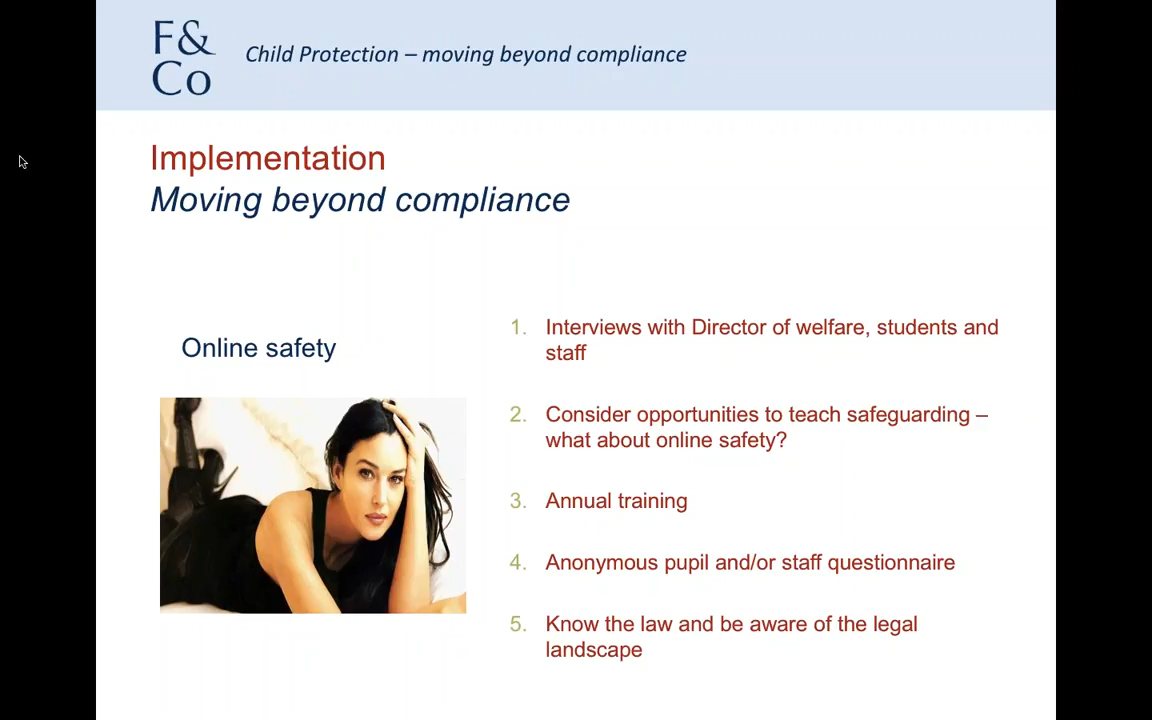 F&
Co
Child Protection – moving beyond compliance
Implementation
Moving beyond compliance
Online safety
1. Interviews with Director of welfare, students and
staff
2. Consider opportunities to teach safeguarding –
what about online safety?
3. Annual training
4. Anonymous pupil and/or staff questionnaire
5. Know the law and be aware of the legal
landscape